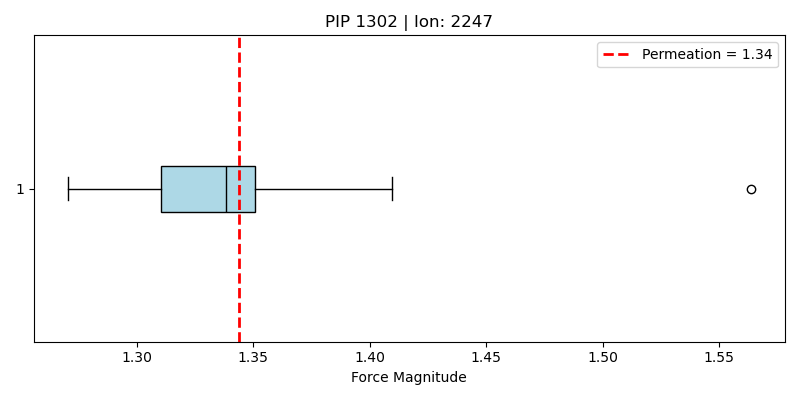 PIP 1302 | Ion: 2247
Permeation = 1.34
1
1.30 1.35 1.40 1.45 1.50 1.55
Force Magnitude